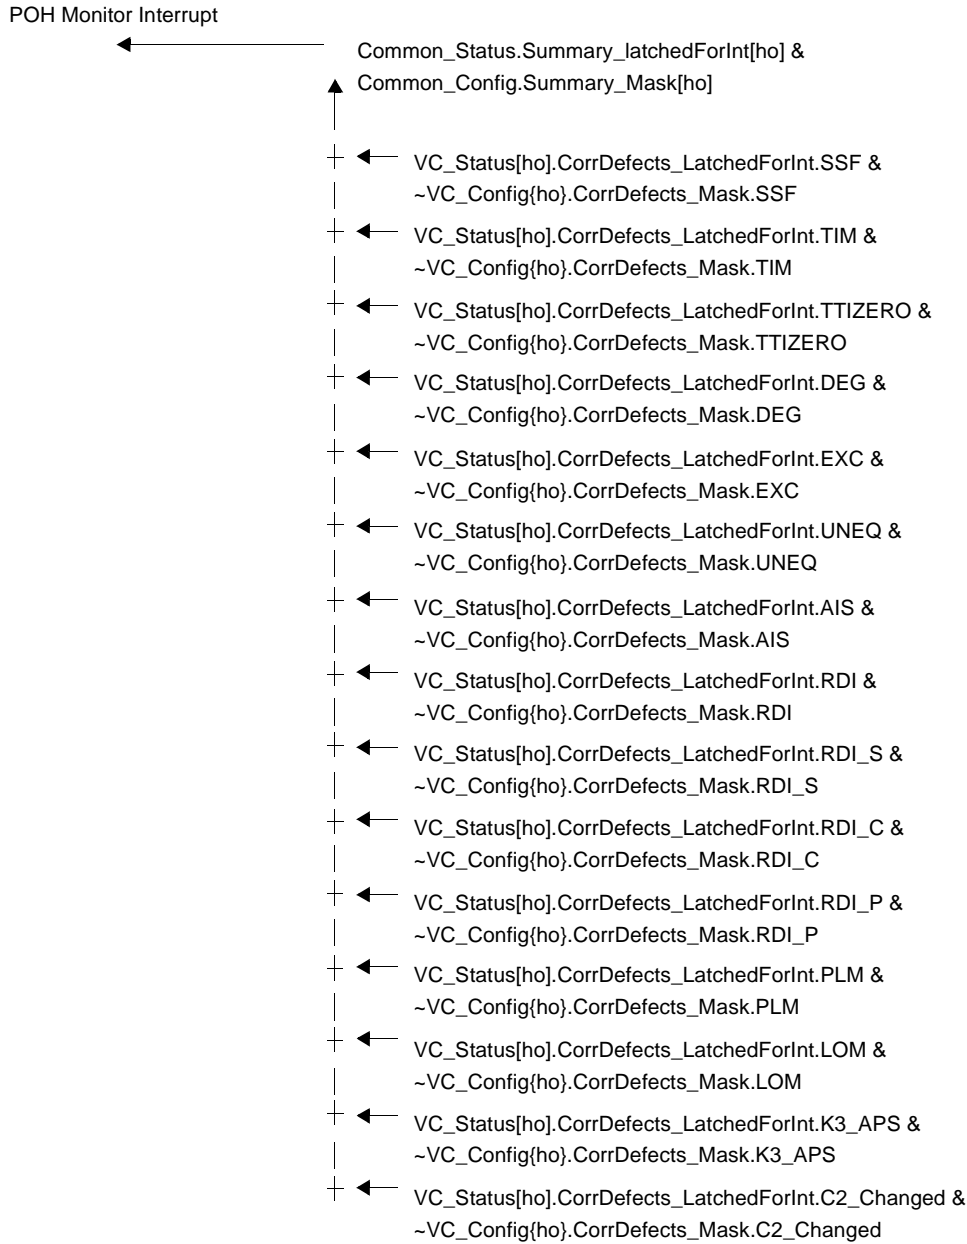 POH Monitor Interrupt
Common_Status.Summary_latchedForInt[ho] &
Common_Config.Summary_Mask[ho]
VC_Status[ho].CorrDefects_LatchedForInt.SSF &
~VC_Config{ho}.CorrDefects_Mask.SSF
VC_Status[ho].CorrDefects_LatchedForInt.TIM &
~VC_Config{ho}.CorrDefects_Mask.TIM
VC_Status[ho].CorrDefects_LatchedForInt.TTIZERO &
~VC_Config{ho}.CorrDefects_Mask.TTIZERO
VC_Status[ho].CorrDefects_LatchedForInt.DEG &
~VC_Config{ho}.CorrDefects_Mask.DEG
VC_Status[ho].CorrDefects_LatchedForInt.EXC &
~VC_Config{ho}.CorrDefects_Mask.EXC
VC_Status[ho].CorrDefects_LatchedForInt.UNEQ &
~VC_Config{ho}.CorrDefects_Mask.UNEQ
VC_Status[ho].CorrDefects_LatchedForInt.AIS &
~VC_Config{ho}.CorrDefects_Mask.AIS
VC_Status[ho].CorrDefects_LatchedForInt.RDI &
~VC_Config{ho}.CorrDefects_Mask.RDI
VC_Status[ho].CorrDefects_LatchedForInt.RDI_S &
~VC_Config{ho}.CorrDefects_Mask.RDI_S
VC_Status[ho].CorrDefects_LatchedForInt.RDI_C &
~VC_Config{ho}.CorrDefects_Mask.RDI_C
VC_Status[ho].CorrDefects_LatchedForInt.RDI_P &
~VC_Config{ho}.CorrDefects_Mask.RDI_P
VC_Status[ho].CorrDefects_LatchedForInt.PLM &
~VC_Config{ho}.CorrDefects_Mask.PLM
VC_Status[ho].CorrDefects_LatchedForInt.LOM &
~VC_Config{ho}.CorrDefects_Mask.LOM
VC_Status[ho].CorrDefects_LatchedForInt.K3_APS &
~VC_Config{ho}.CorrDefects_Mask.K3_APS
VC_Status[ho].CorrDefects_LatchedForInt.C2_Changed &
~VC_Config{ho}.CorrDefects_Mask.C2_Changed